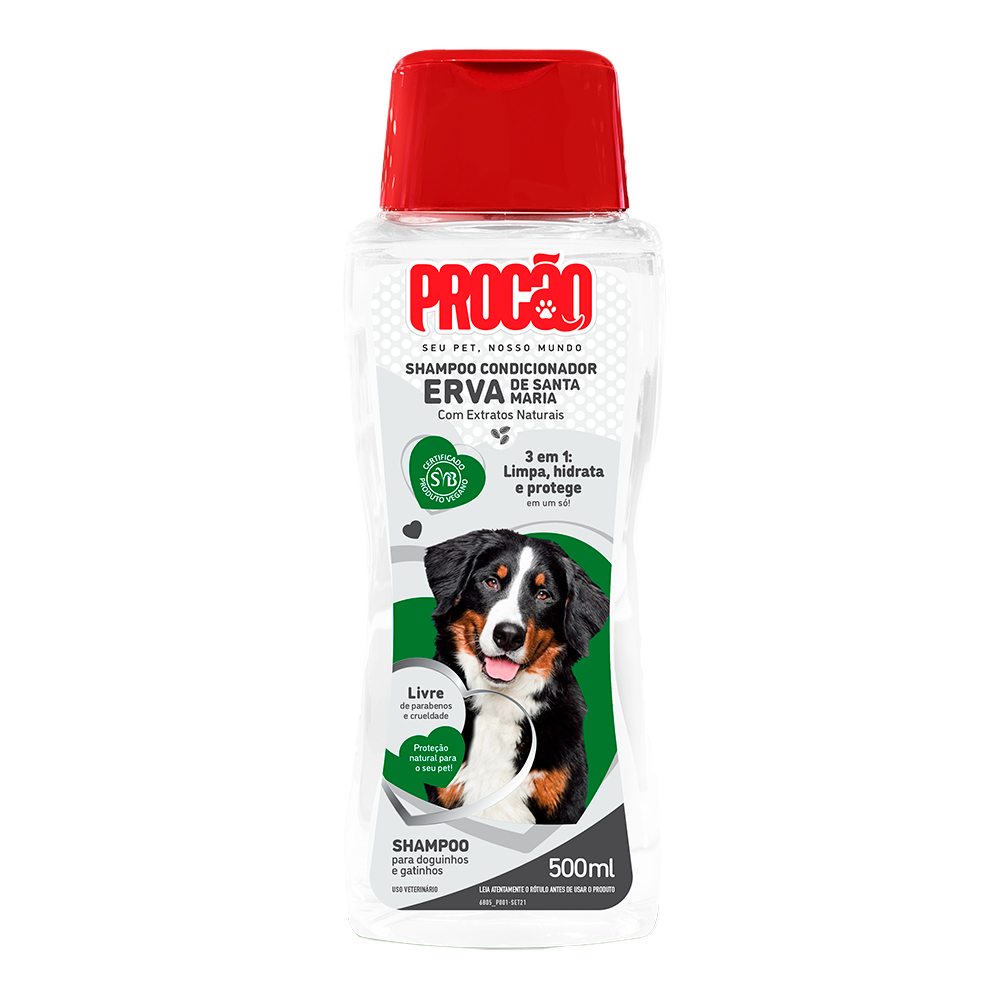 PROCÃO
SEU PET, NOSSO MUNDO
SHAMPOO CONDICIONADOR
ERVA DE SANTA MARIA
Com Extratos Naturais
CERTIFICADO
SVB
PRODUTO VEGANO
3 em 1:
Limpa, hidrata
e protege
em um só!
Livre
de parabenos
e crueldade
Proteção
natural para
o seu pet!
SHAMPOO
para doguinhos
e gatinhos
USO VETERINÁRIO
500ml
LEIA ATENTAMENTE O RÓTULO ANTES DE USAR O PRODUTO
6805_P001-SET21